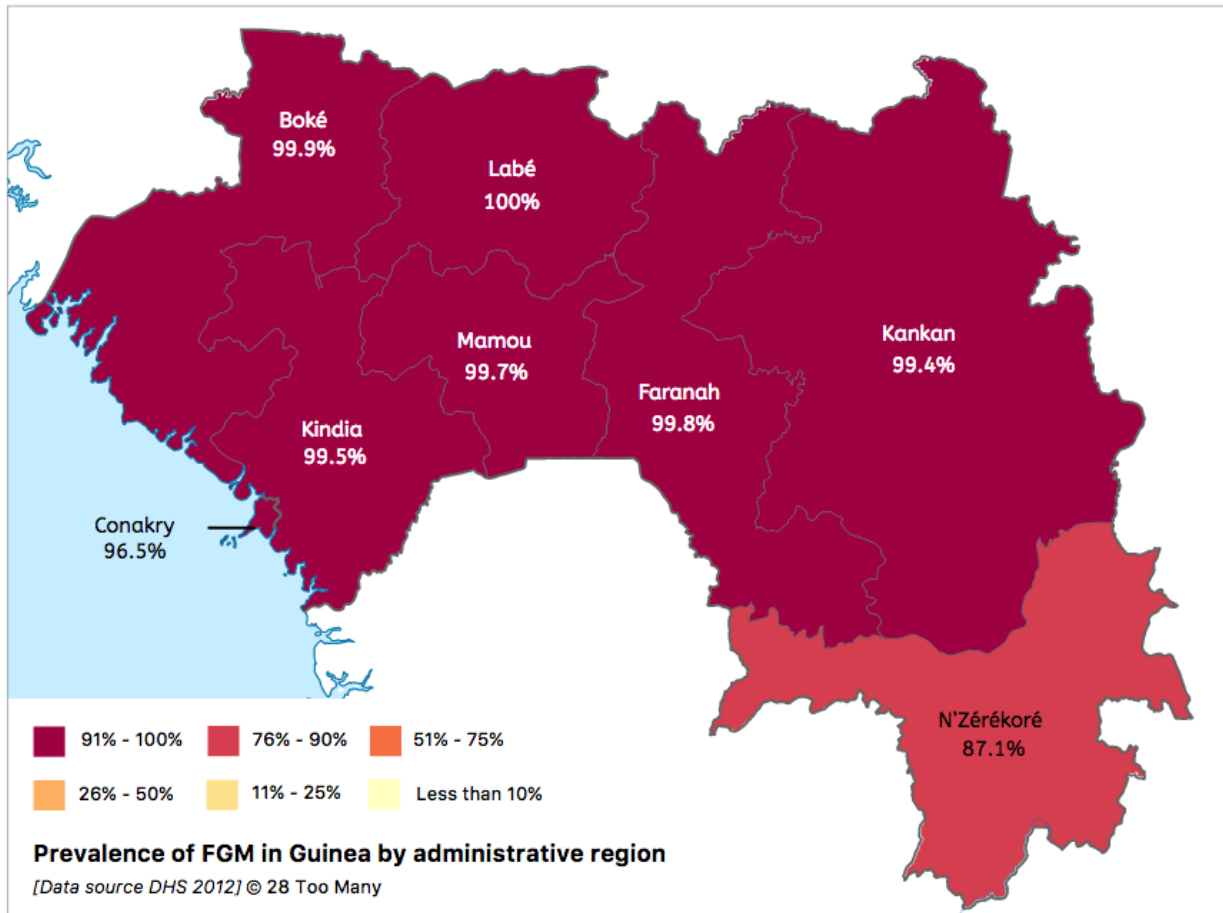 Boké
99.9%
Labé
100%
Mamou
99.7%
Kankan
99.4%
Faranah
99.8%
Kindia
99.5%
Conakry
96.5%
N'Zérékoré
87.1%
91% - 100%
76% - 90%
51% - 75%
26% - 50%
11% - 25%
Less than 10%
Prevalence of FGM in Guinea by administrative region
[Data source DHS 2012] © 28 Too Many